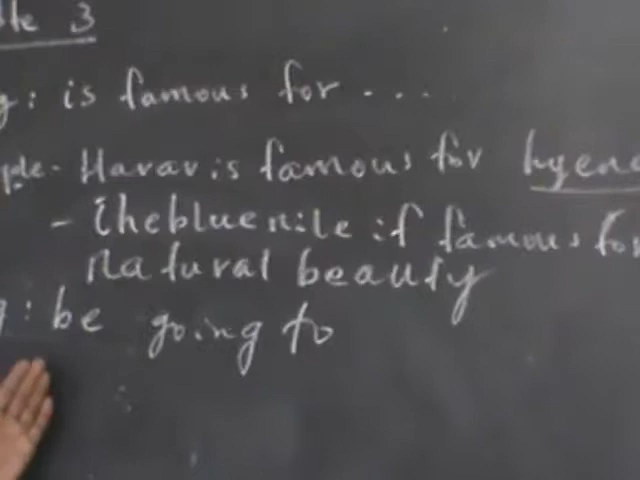 3
g: is famous for ...
ple - Harar is famous for hyena
- The blue nile if famous for
natural beauty
g: be going to